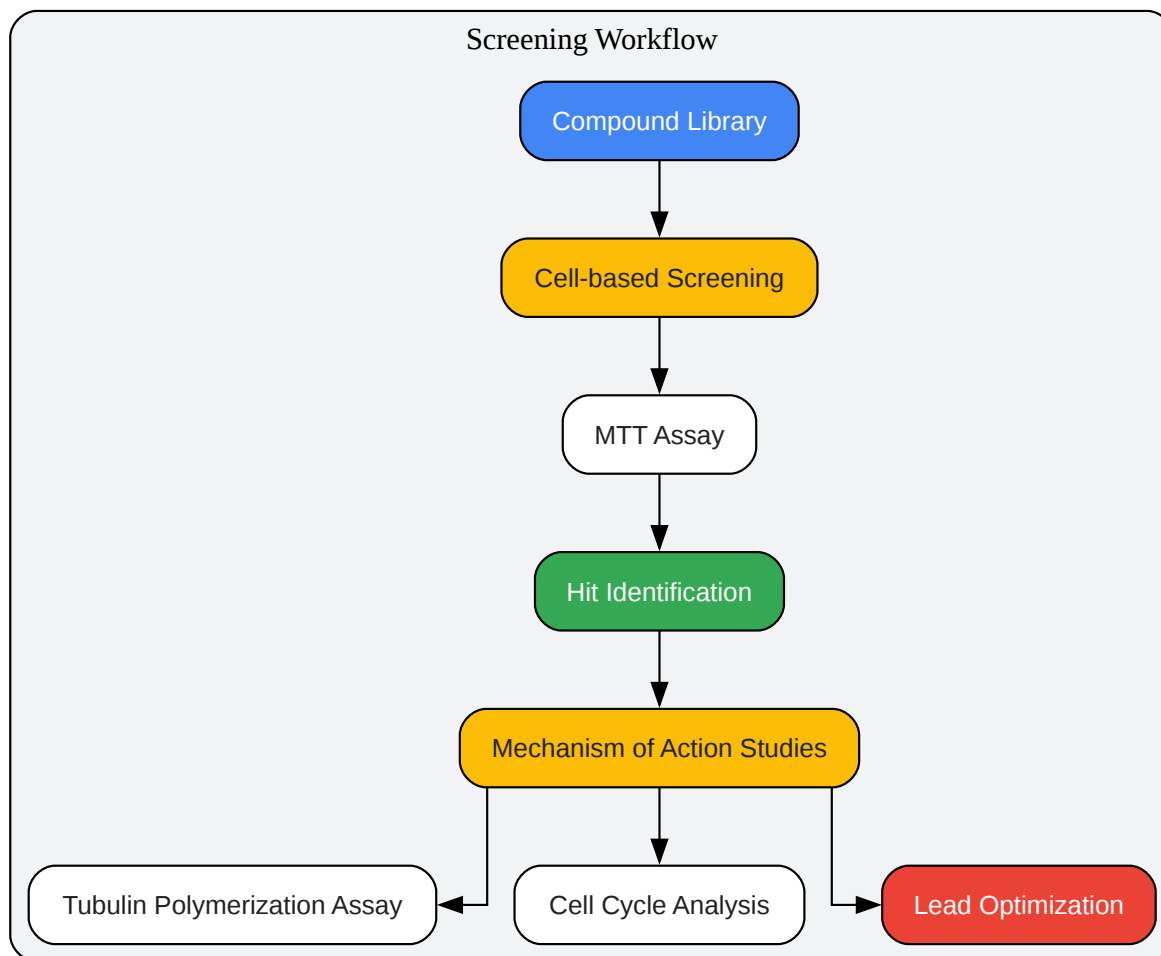 Screening Workflow
Compound Library
Cell-based Screening
MTT Assay
Hit Identification
Mechanism of Action Studies
Tubulin Polymerization Assay
Cell Cycle Analysis
Lead Optimization